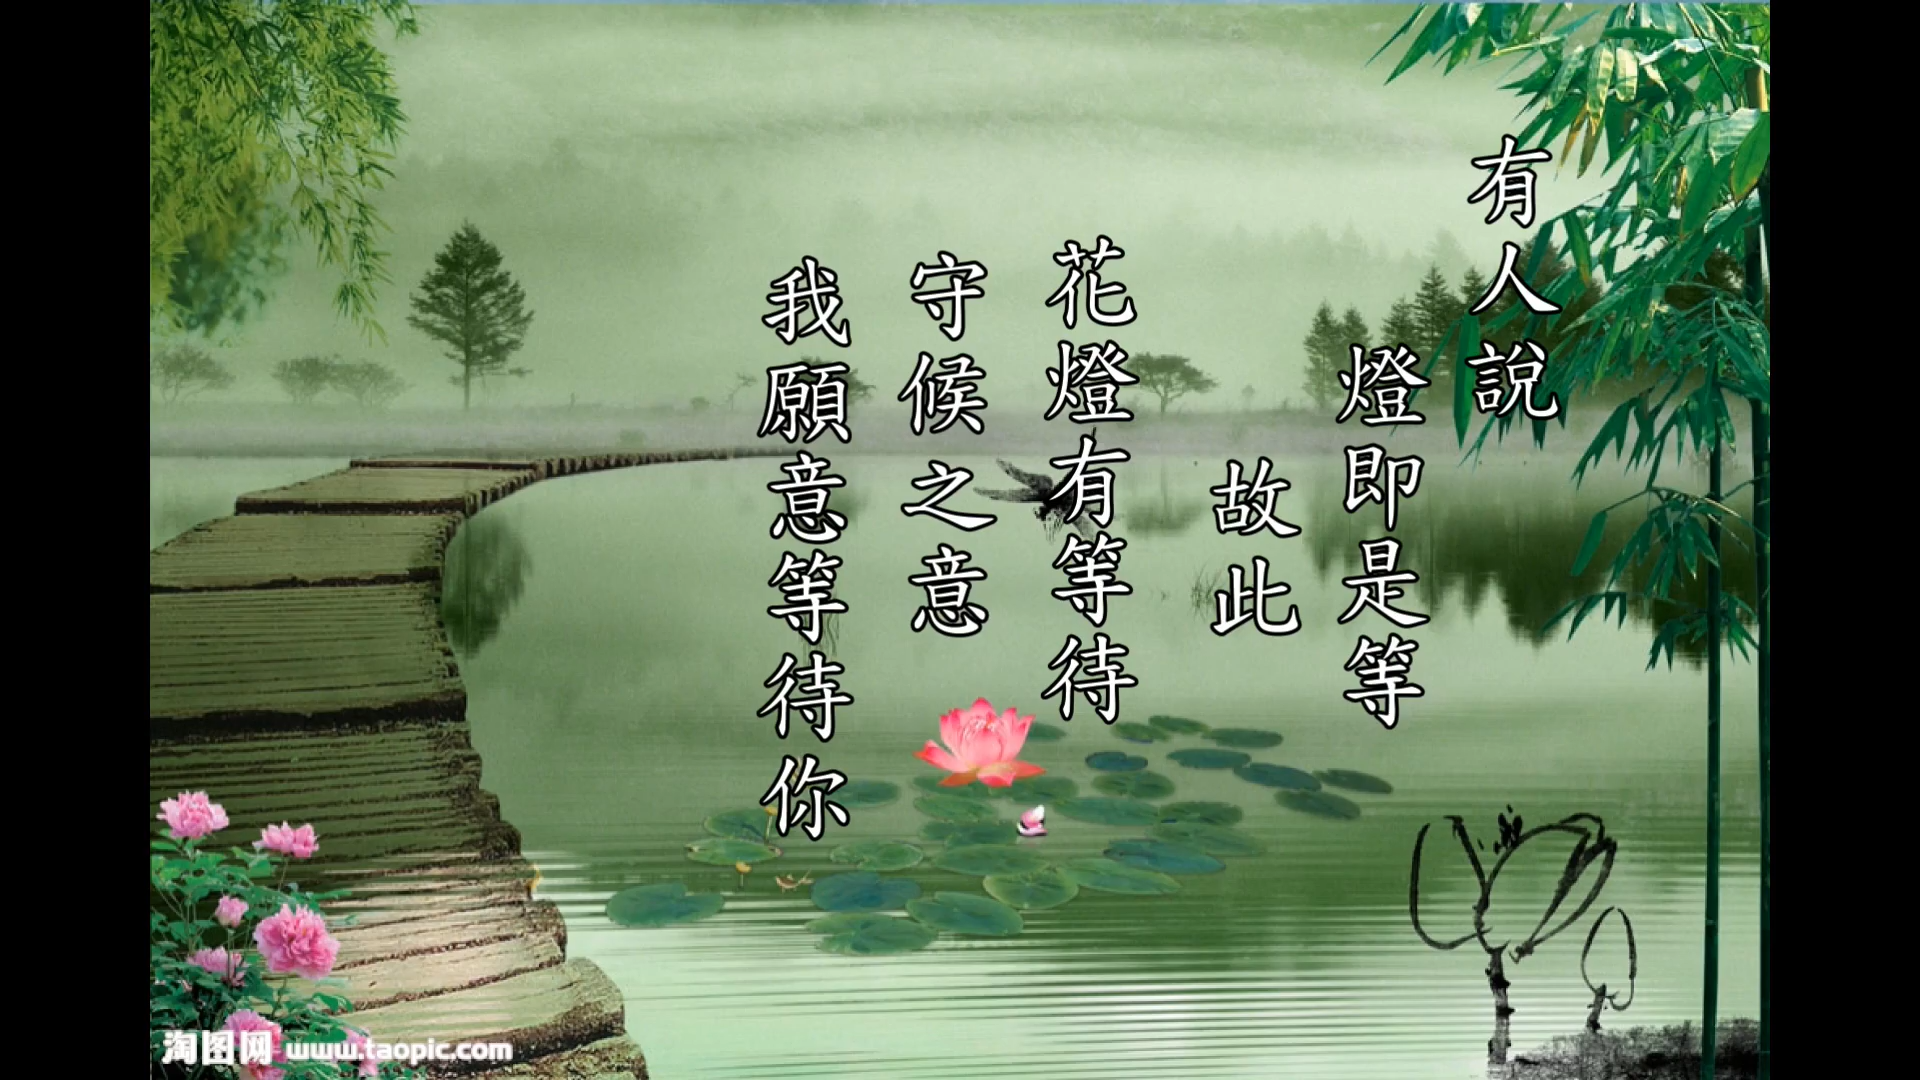 有人說
燈即是等
故此
花燈有等待
守候之意
我願意等待你
淘图网 www.taopic.com